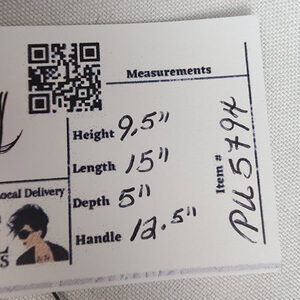 Measurements
Height 9.5"
Length 15"
Depth 5"
Handle 12.5"
Item # PU5794
ocal Delivery
S